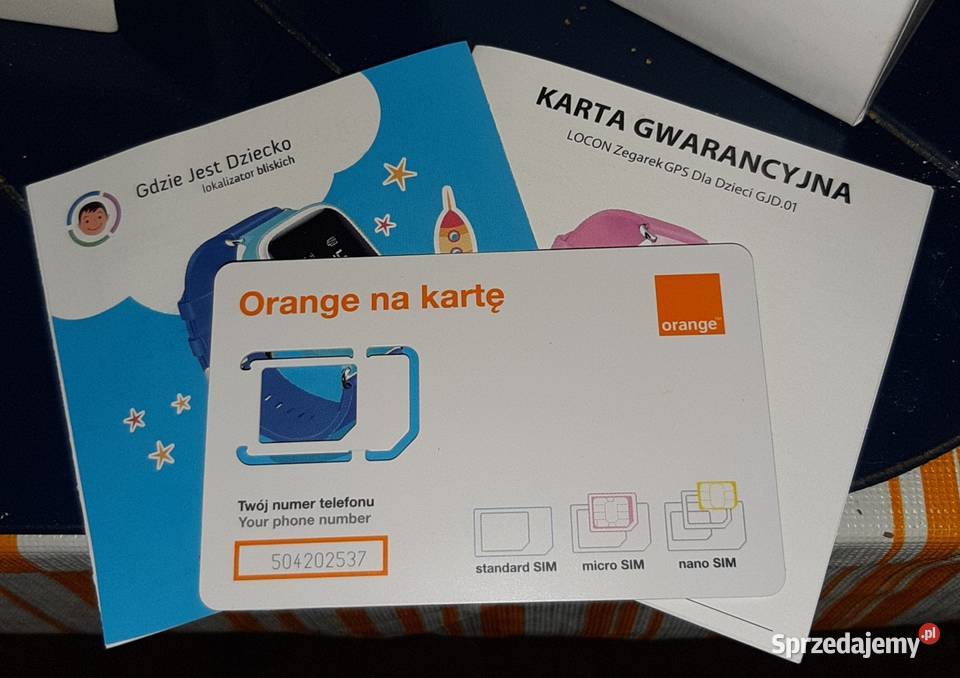 Gdzie Jest Dziecko
lokalizator bliskich
KARTA GWARANCYJNA
LOCON Zegarek GPS Dla Dzieci GJD.01
Orange na kartę
orange™
Twój numer telefonu
Your phone number
504202537
standard SIM
micro SIM
nano SIM
Sprzedajemy.pl